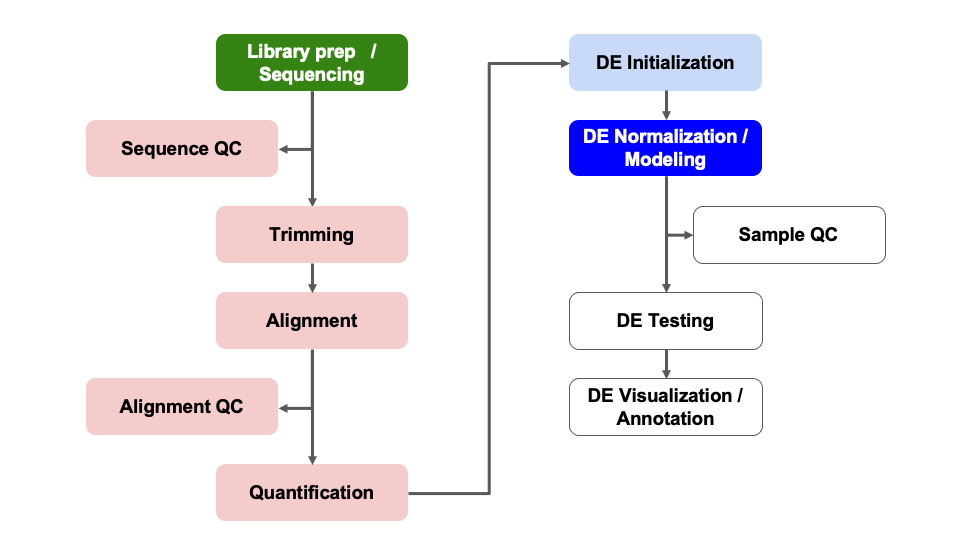 Library prep /
Sequencing
Sequence QC
Trimming
Alignment
Alignment QC
Quantification
DE Initialization
DE Normalization /
Modeling
Sample QC
DE Testing
DE Visualization /
Annotation